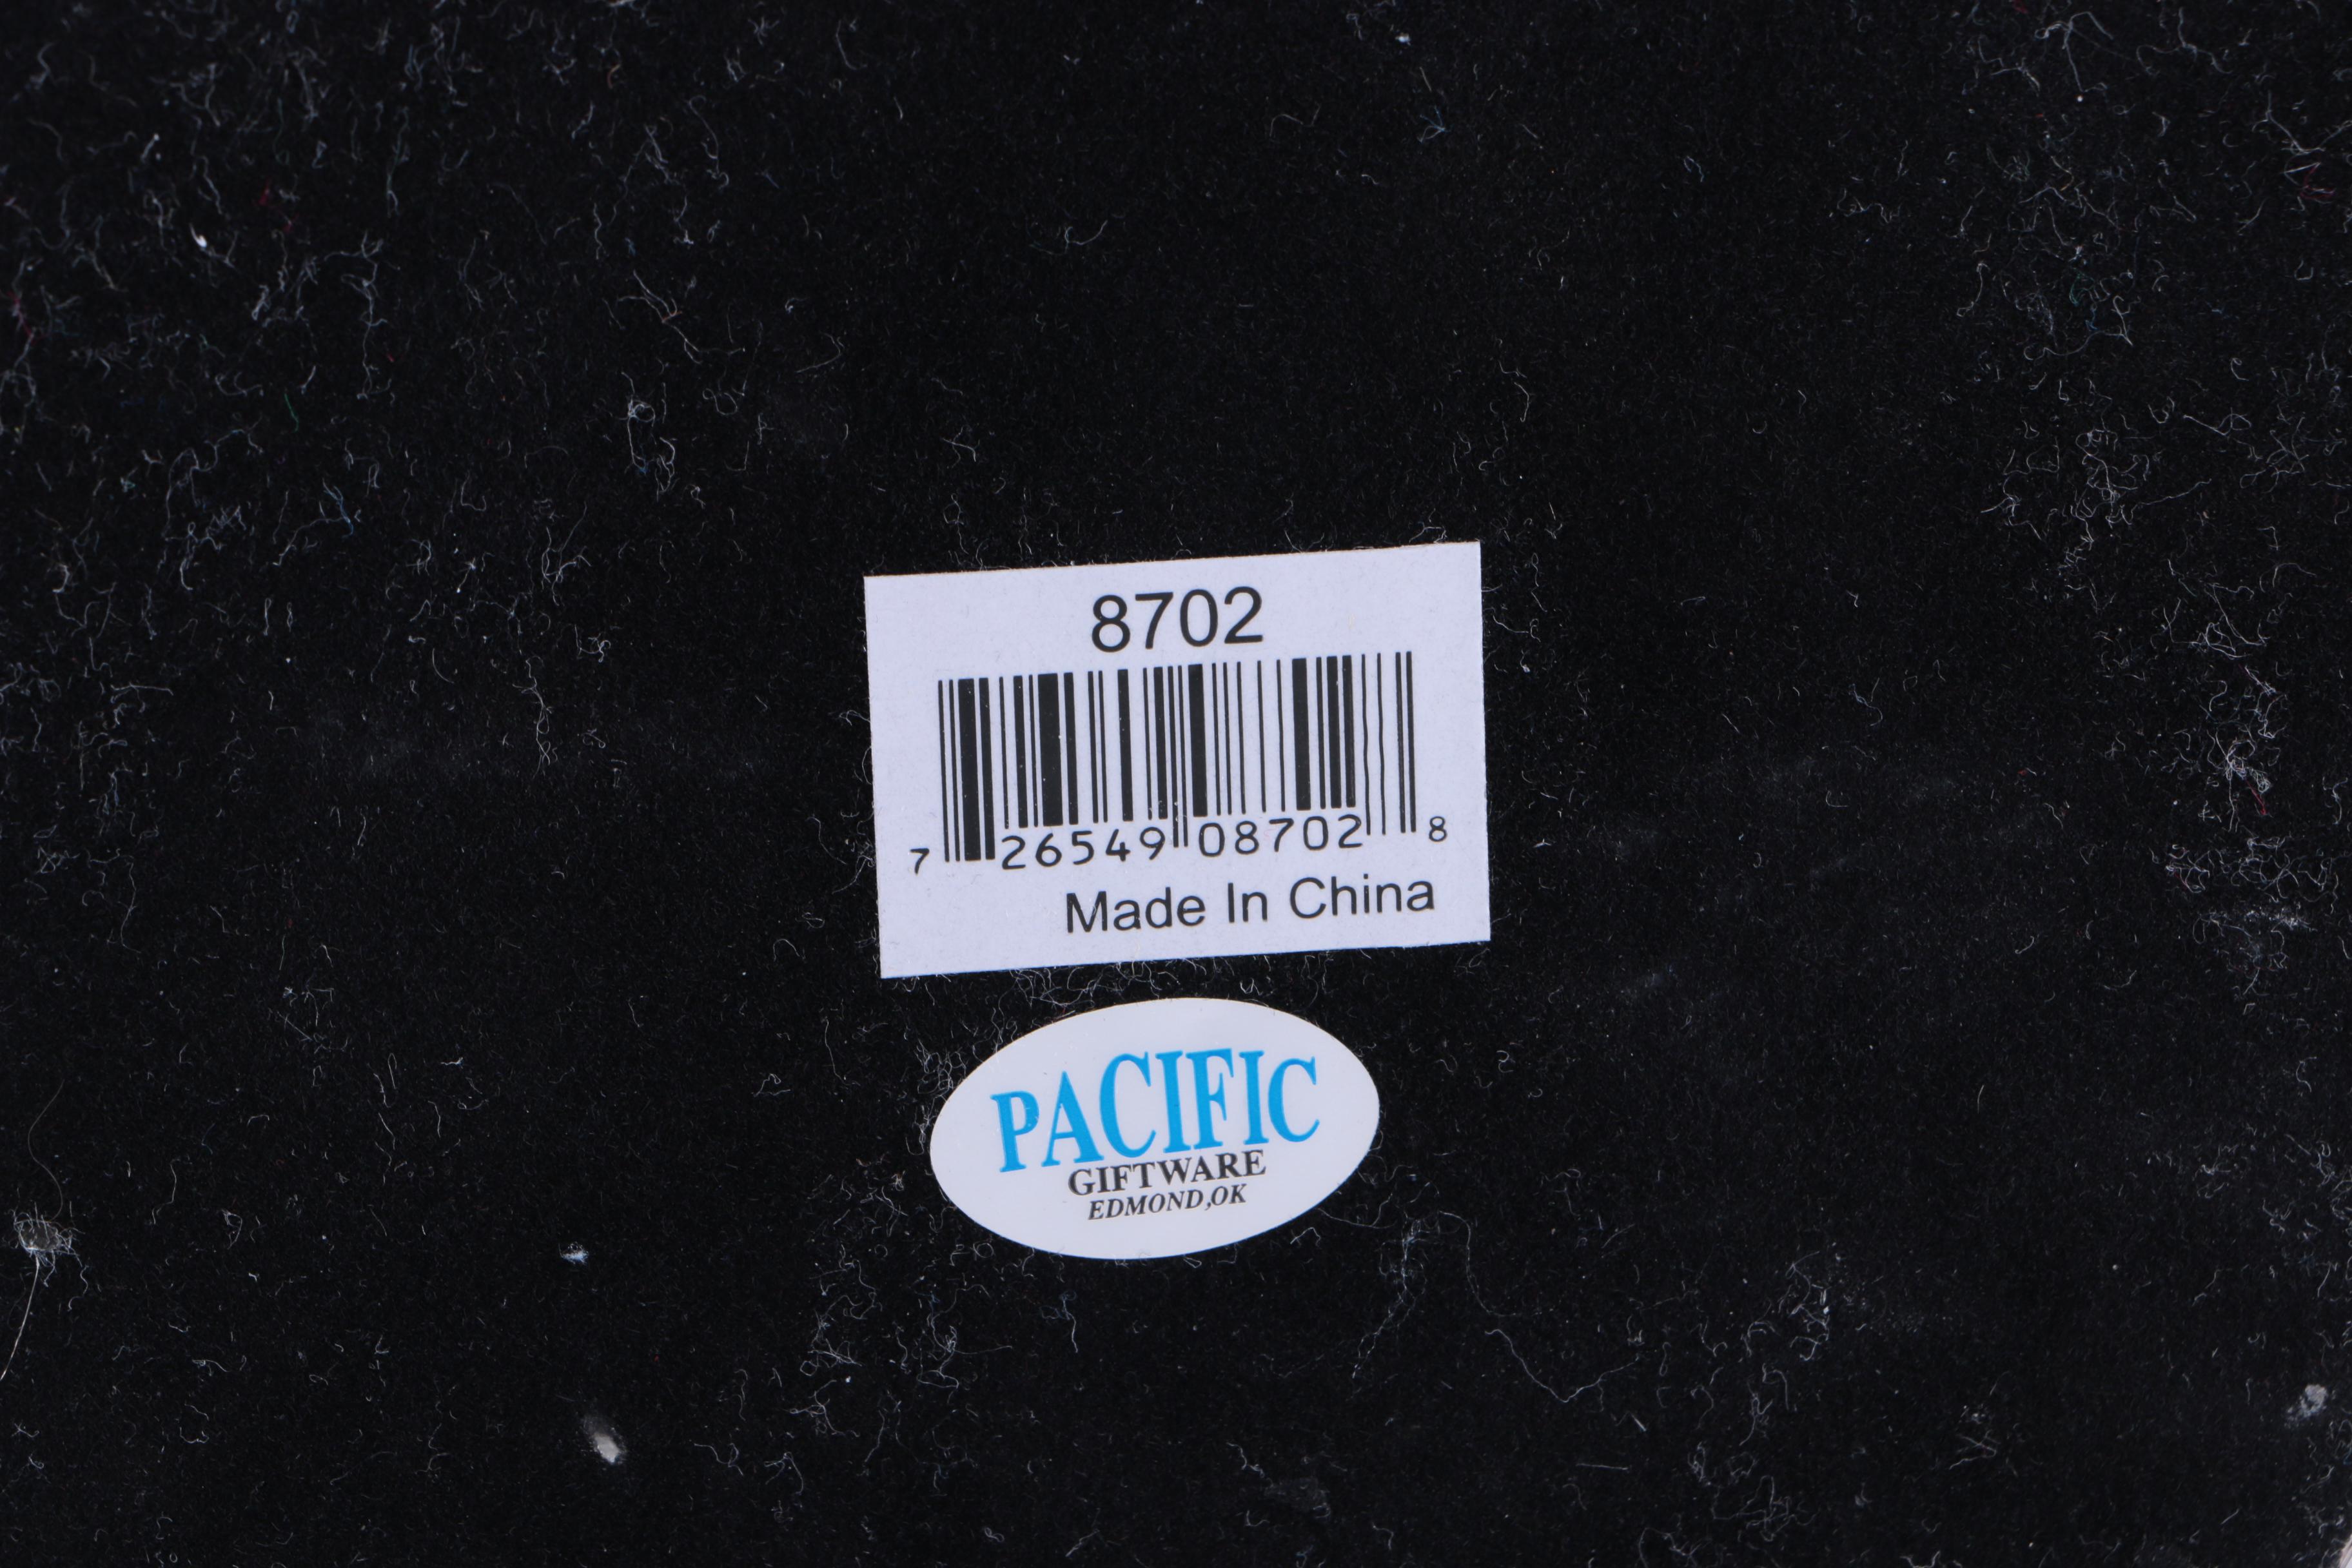 8702
7 26549 08702 8
Made In China
PACIFIC
GIFTWARE
EDMOND,OK